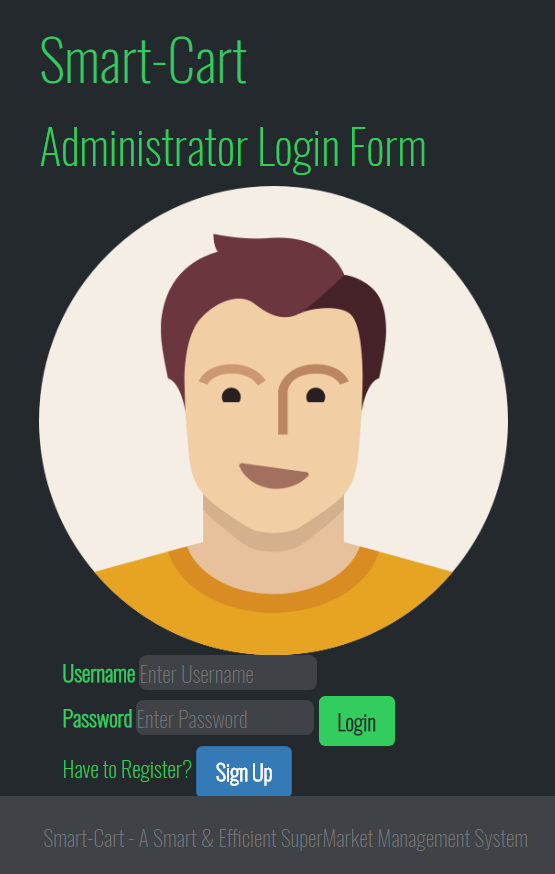 Smart-Cart
Administrator Login Form
Username Enter Username
Password Enter Password Login
Have to Register? Sign Up
Smart-Cart - A Smart & Efficient SuperMarket Management System